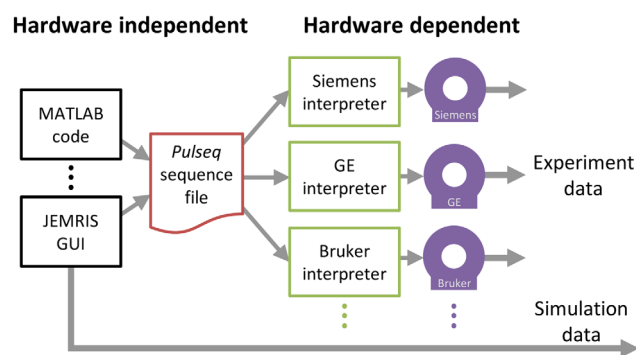 Hardware independent
Hardware dependent
MATLAB
code
JEMRIS
GUI
Pulseq
sequence
file
Siemens
interpreter
Siemens
GE
interpreter
GE
Bruker
interpreter
Bruker
Experiment
data
Simulation
data